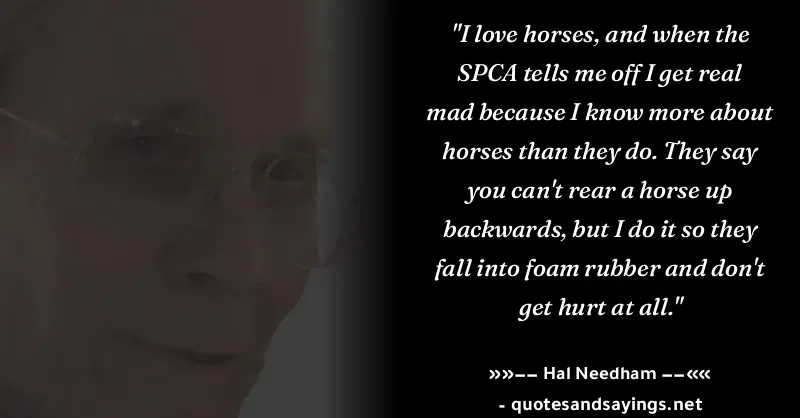 "I love horses, and when the
SPCA tells me off I get real
mad because I know more about
horses than they do. They say
you can't rear a horse up
backwards, but I do it so they
fall into foam rubber and don't
get hurt at all."
»»−− Hal Needham −−««
- quotesandsayings.net